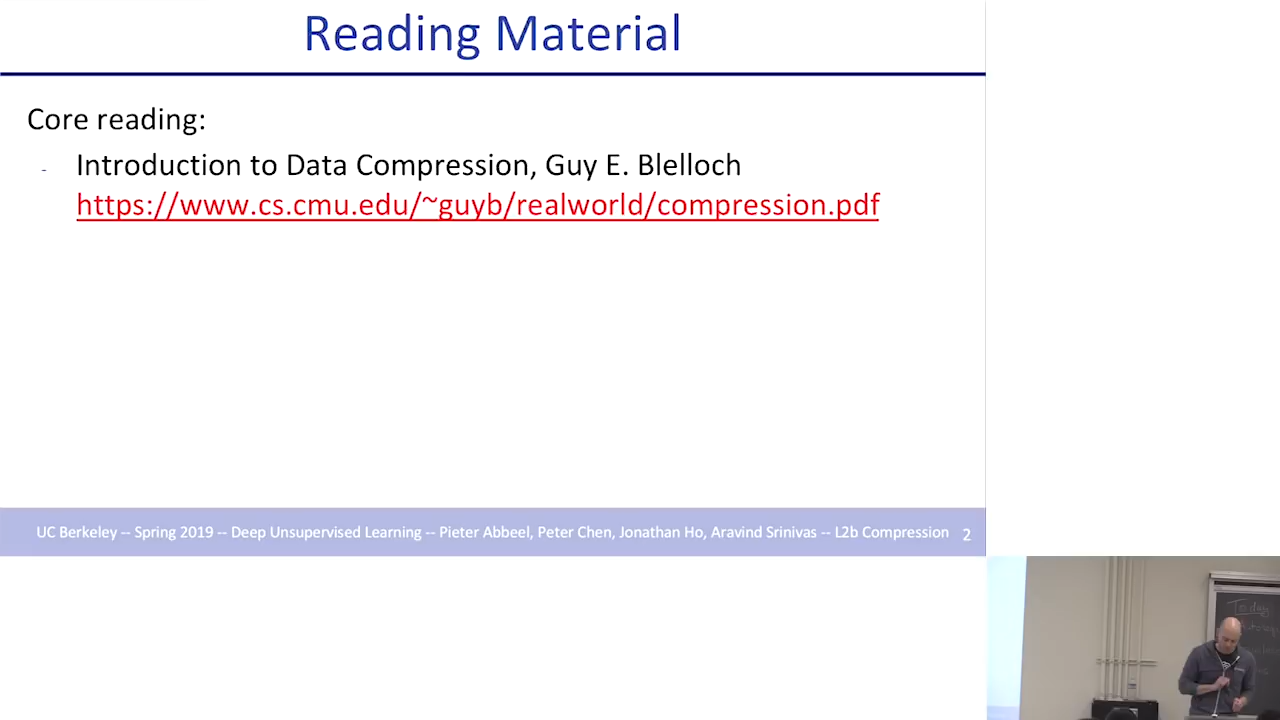 Reading Material
Core reading:
- Introduction to Data Compression, Guy E. Blelloch
https://www.cs.cmu.edu/~guyb/realworld/compression.pdf
UC Berkeley -- Spring 2019 -- Deep Unsupervised Learning -- Pieter Abbeel, Peter Chen, Jonathan Ho, Aravind Srinivas -- L2b Compression 2
Today